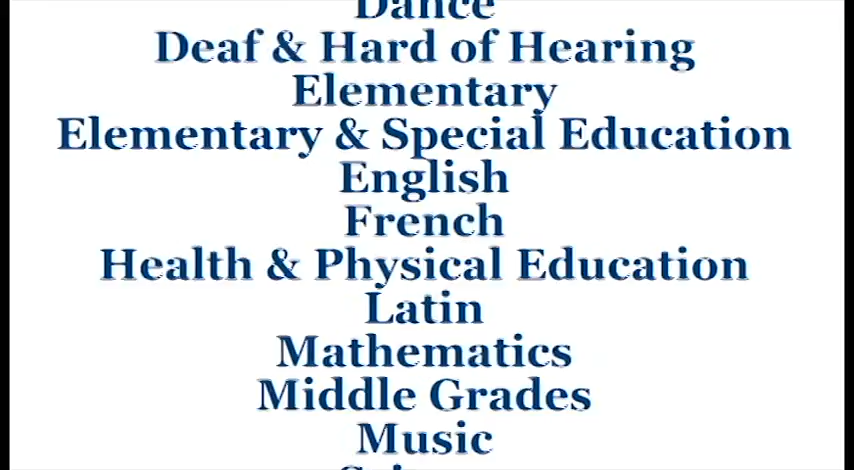 Dance
Deaf & Hard of Hearing
Elementary
Elementary & Special Education
English
French
Health & Physical Education
Latin
Mathematics
Middle Grades
Music